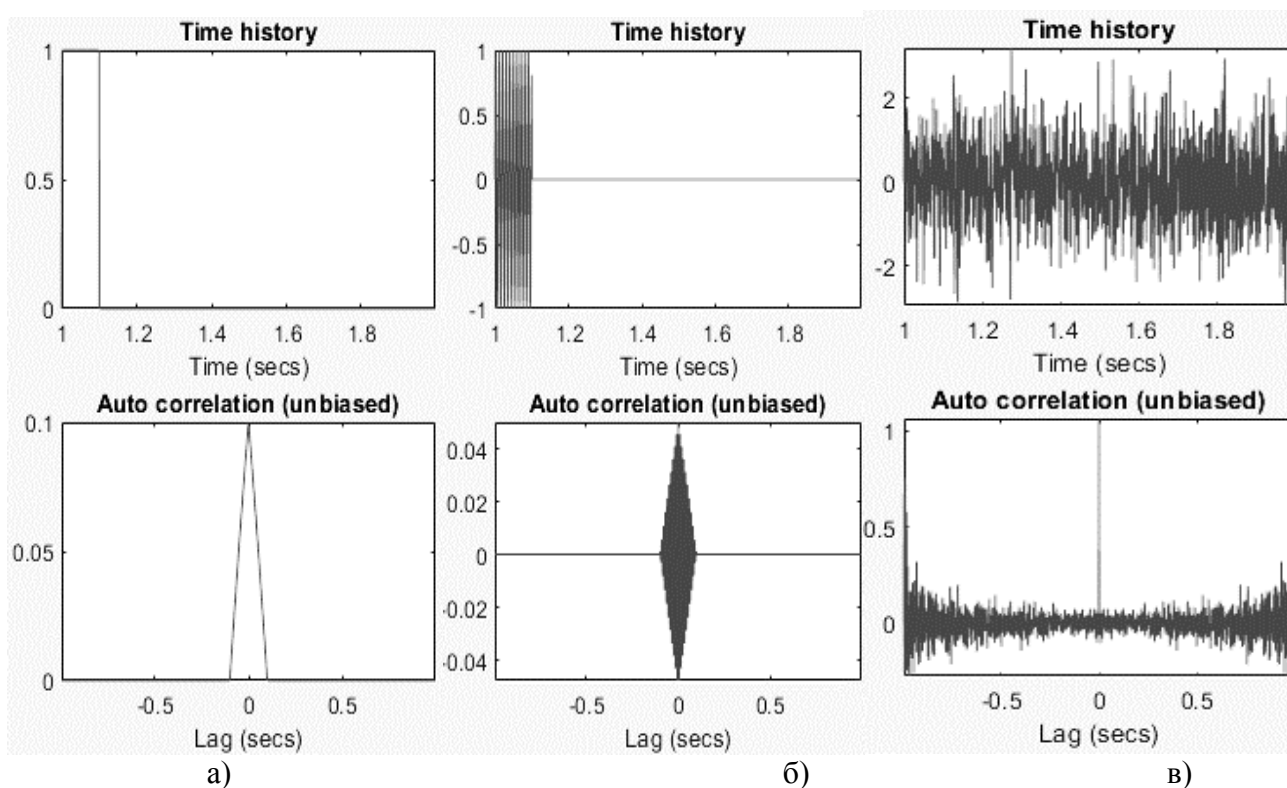 Time history
1
0.5
0
1 1.2 1.4 1.6 1.8
Time (secs)
Auto correlation (unbiased)
0.1
0.05
0
-0.5 0 0.5
Lag (secs)
а)
Time history
1
0.5
0
-0.5
-1
1 1.2 1.4 1.6 1.8
Time (secs)
Auto correlation (unbiased)
0.04
0.02
0
-0.02
-0.04
-0.5 0 0.5
Lag (secs)
б)
Time history
2
0
-2
1 1.2 1.4 1.6 1.8
Time (secs)
Auto correlation (unbiased)
1
0.5
0
-0.5 0 0.5
Lag (secs)
в)